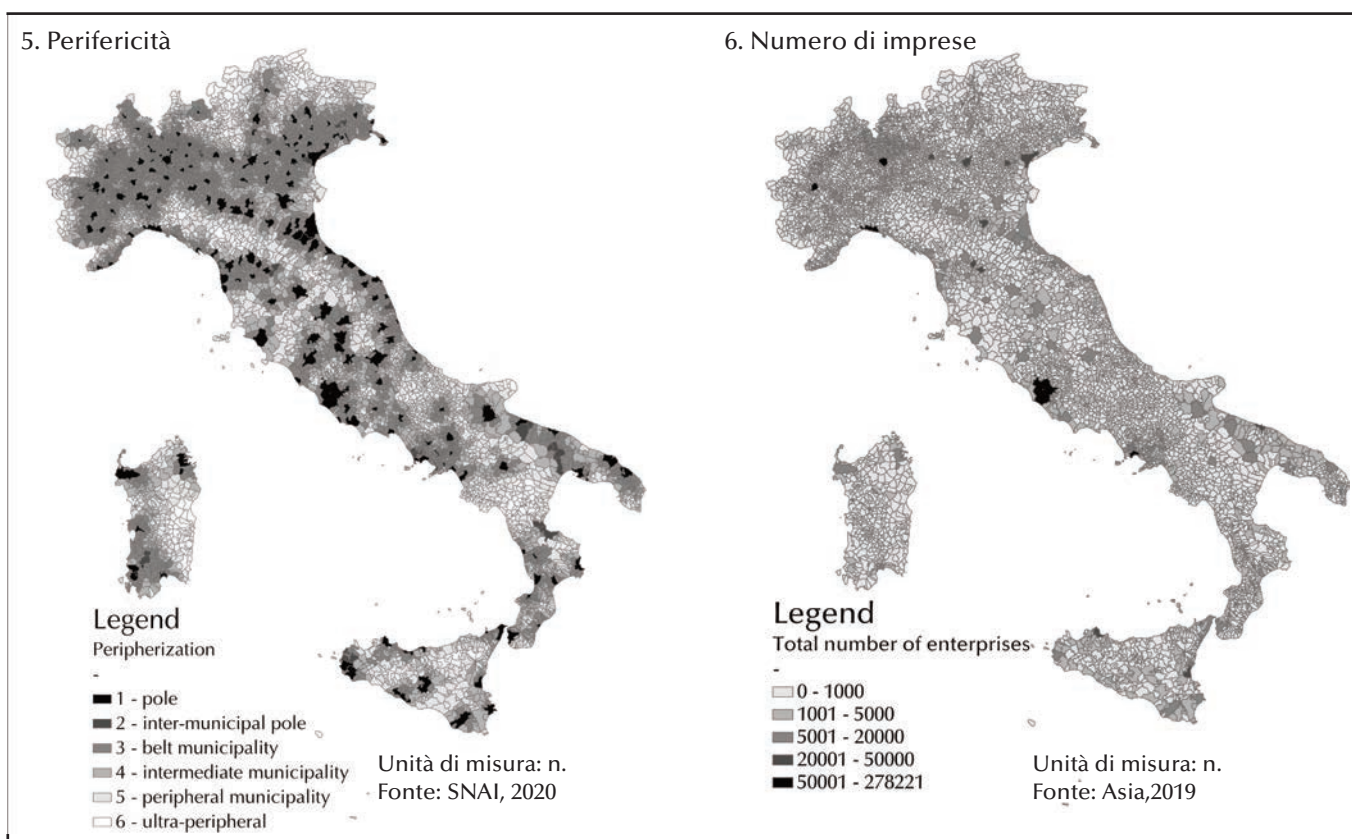 5. Perifericità
6. Numero di imprese
Legend
Peripherization
-
1 - pole
2 - inter-municipal pole
3 - belt municipality
4 - intermediate municipality
5 - peripheral municipality
6 - ultra-peripheral
Unità di misura: n.
Fonte: SNAI, 2020
Legend
Total number of enterprises
-
0 - 1000
1001 - 5000
5001 - 20000
20001 - 50000
50001 - 278221
Unità di misura: n.
Fonte: Asia,2019